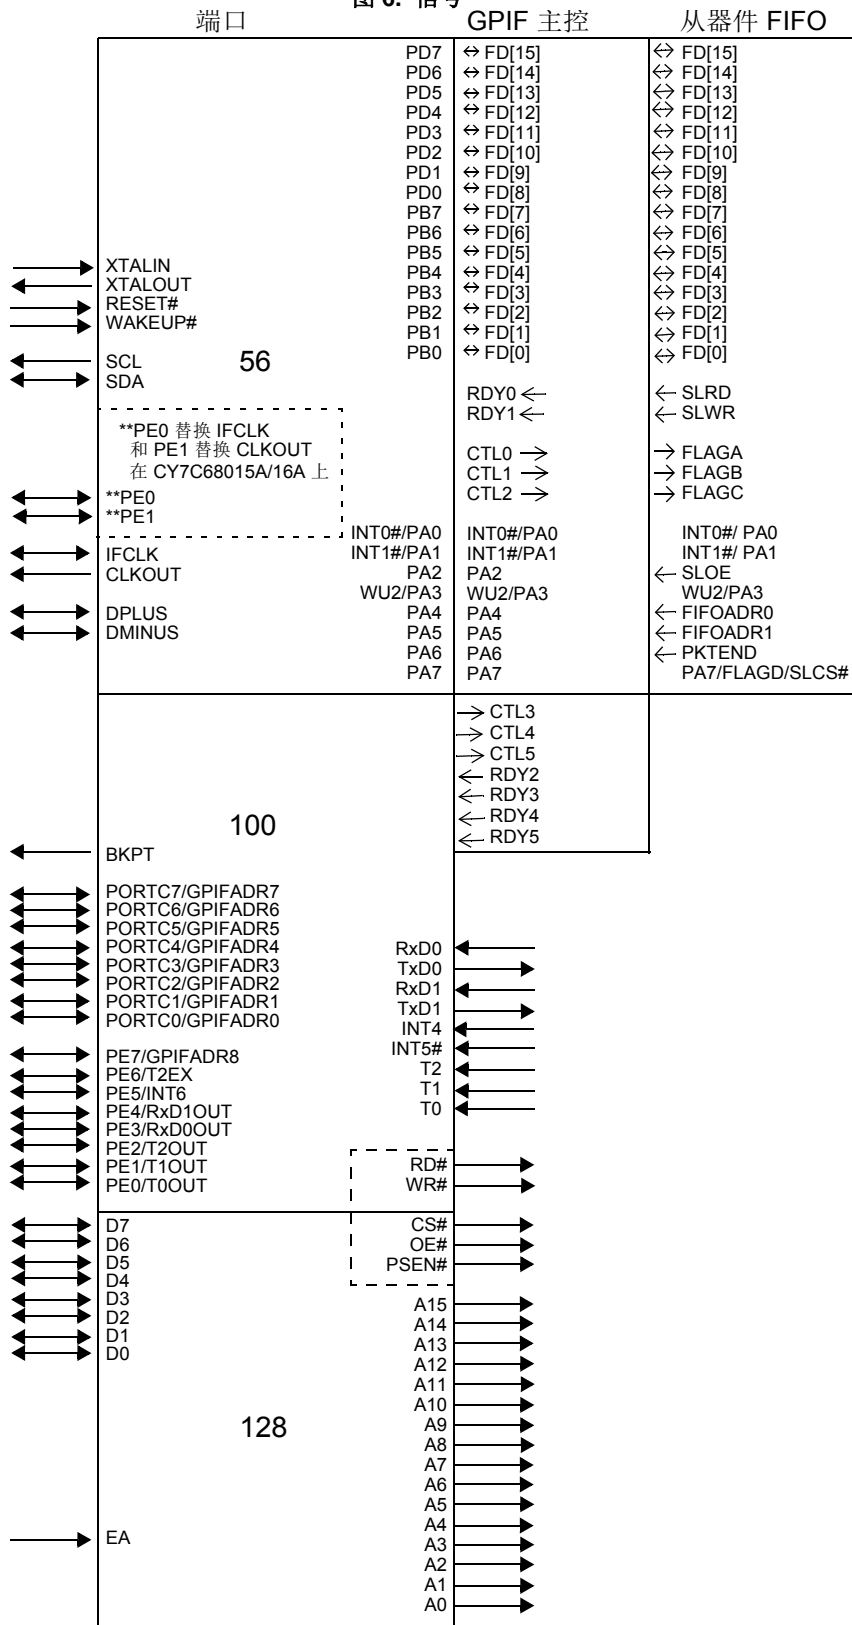 图 6. 信号
端口 GPIF 主控 从器件 FIFO
PD7 FD[15] FD[15]
PD6 FD[14] FD[14]
PD5 FD[13] FD[13]
PD4 FD[12] FD[12]
PD3 FD[11] FD[11]
PD2 FD[10] FD[10]
PD1 FD[9] FD[9]
PD0 FD[8] FD[8]
PB7 FD[7] FD[7]
PB6 FD[6] FD[6]
PB5 FD[5] FD[5]
PB4 FD[4] FD[4]
PB3 FD[3] FD[3]
PB2 FD[2] FD[2]
PB1 FD[1] FD[1]
PB0 FD[0] FD[0]
XTALIN
XTALOUT
RESET#
WAKEUP#
SCL
SDA
56
RDY0 SLRD
RDY1 SLWR
CTL0 FLAGA
CTL1 FLAGB
CTL2 FLAGC
**PE0 替换 IFCLK
和 PE1 替换 CLKOUT
在 CY7C68015A/16A 上
**PE0
**PE1
IFCLK
CLKOUT
DPLUS
DMINUS
INT0#/PA0 INT0#/PA0 INT0#/ PA0
INT1#/PA1 INT1#/PA1 INT1#/ PA1
PA2 PA2 SLOE
WU2/PA3 WU2/PA3 WU2/PA3
PA4 PA4 FIFOADR0
PA5 PA5 FIFOADR1
PA6 PA6 PKTEND
PA7 PA7 PA7/FLAGD/SLCS#
CTL3
CTL4
CTL5
RDY2
RDY3
RDY4
RDY5
100
BKPT
PORTC7/GPIFADR7
PORTC6/GPIFADR6
PORTC5/GPIFADR5
PORTC4/GPIFADR4
PORTC3/GPIFADR3
PORTC2/GPIFADR2
PORTC1/GPIFADR1
PORTC0/GPIFADR0
PE7/GPIFADR8
PE6/T2EX
PE5/INT6
PE4/RxD1OUT
PE3/RxD0OUT
PE2/T2OUT
PE1/T1OUT
PE0/T0OUT
RxD0
TxD0
RxD1
TxD1
INT4
INT5#
T2
T1
T0
RD#
WR#
CS#
OE#
PSEN#
D7
D6
D5
D4
D3
D2
D1
D0
128
EA
A15
A14
A13
A12
A11
A10
A9
A8
A7
A6
A5
A4
A3
A2
A1
A0